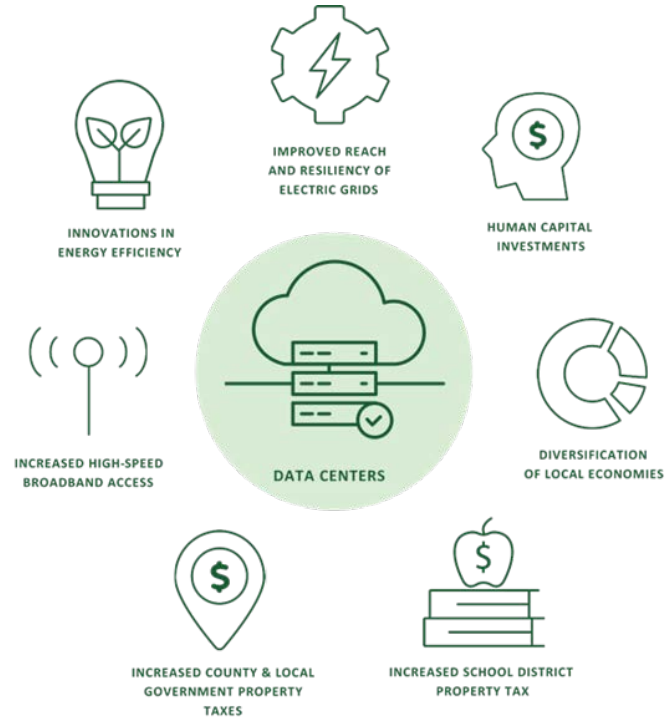 IMPROVED REACH
AND RESILIENCY OF
ELECTRIC GRIDS
INNOVATIONS IN
ENERGY EFFICIENCY
$
HUMAN CAPITAL
INVESTMENTS
INCREASED HIGH-SPEED
BROADBAND ACCESS
DATA CENTERS
DIVERSIFICATION
OF LOCAL ECONOMIES
$
INCREASED COUNTY & LOCAL
GOVERNMENT PROPERTY
TAXES
$
INCREASED SCHOOL DISTRICT
PROPERTY TAX